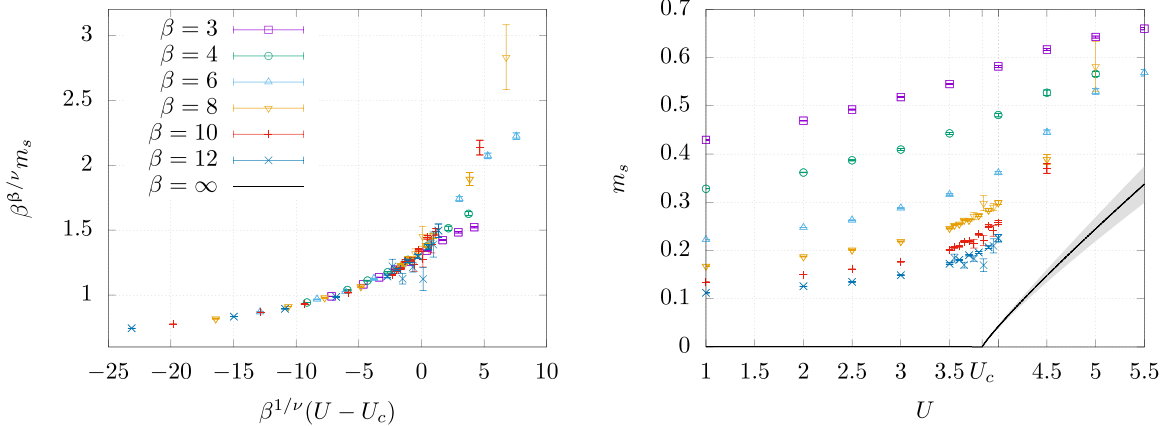 3
2.5
2
1.5
1
β^{β/ν} m_s
β = 3
β = 4
β = 6
β = 8
β = 10
β = 12
β = ∞
−25 −20 −15 −10 −5 0 5 10
β^{1/ν}(U − U_c)
0.7
0.6
0.5
0.4
0.3
0.2
0.1
0
m_s
1 2 2.5 3 3.5 U_c 4.5 5 5.5
U